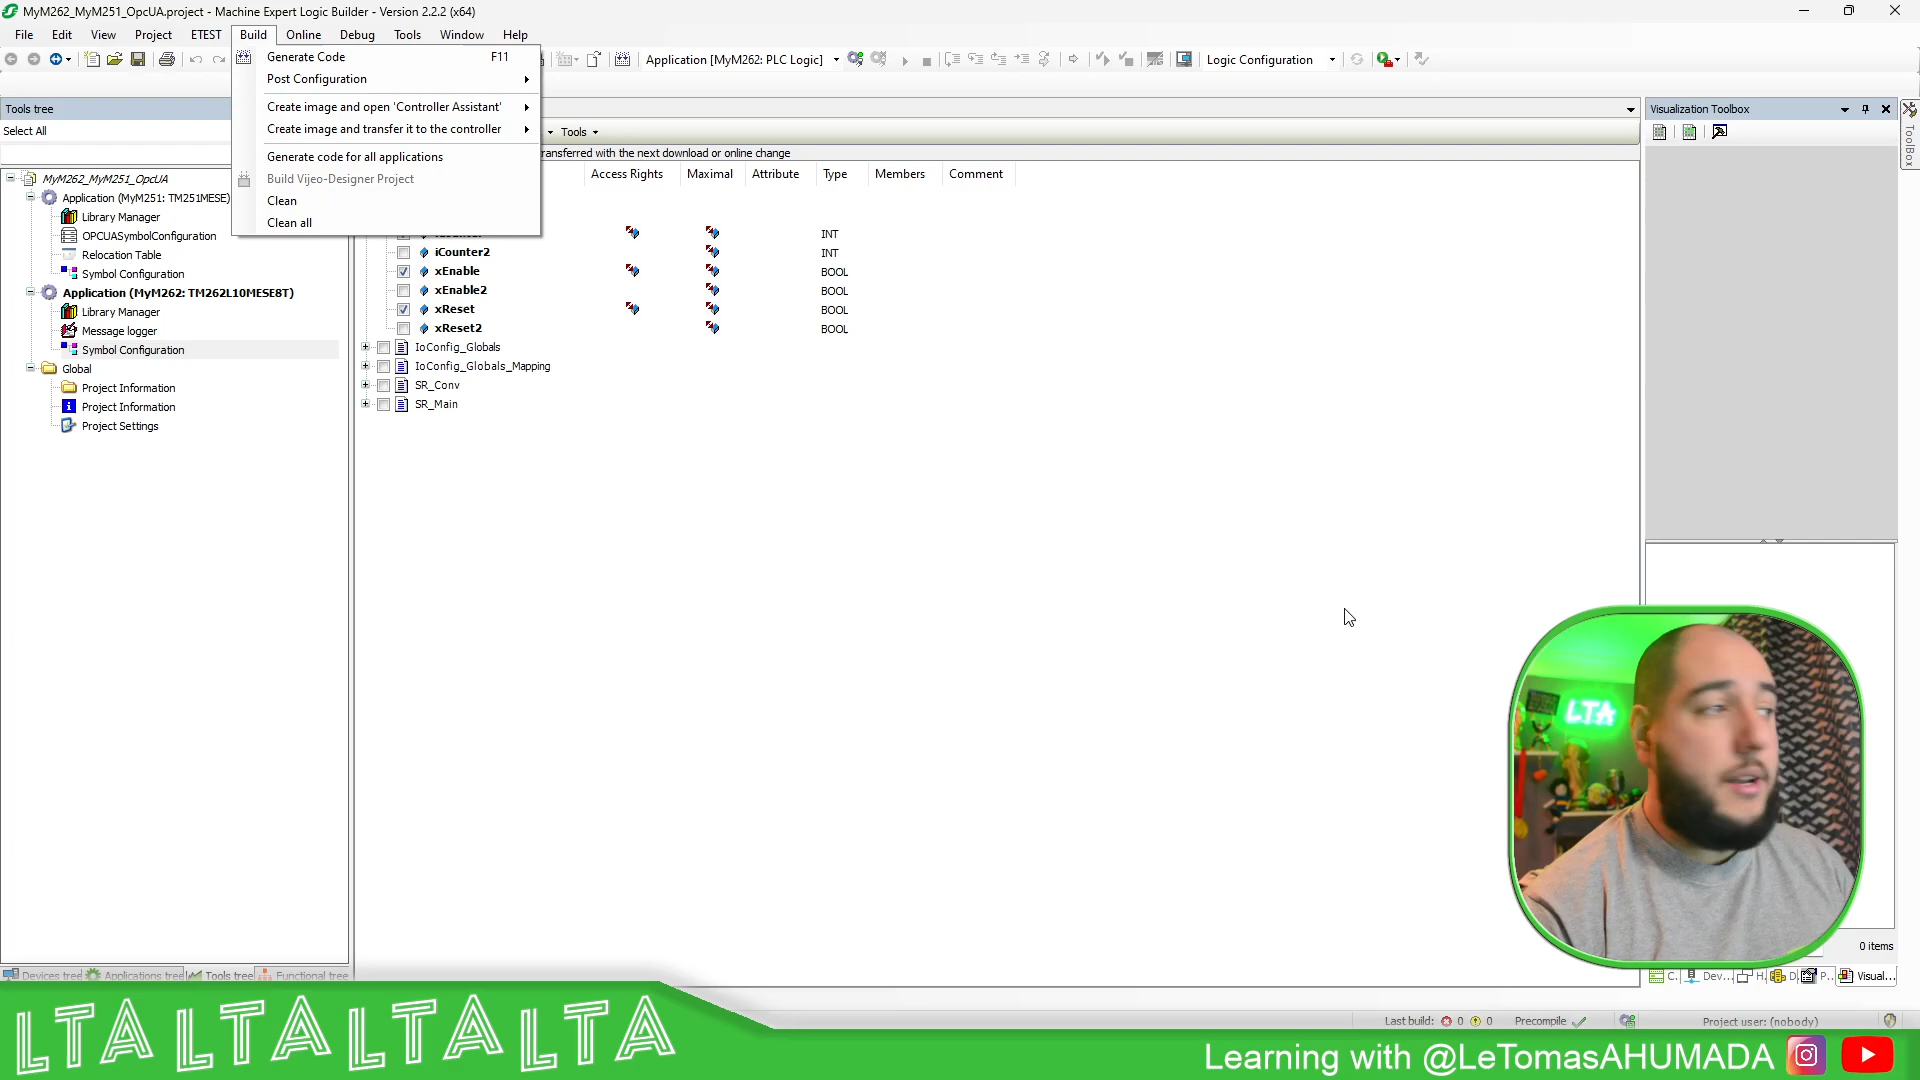 MyM262_MyM251_OpcUA.project - Machine Expert Logic Builder - Version 2.2.2 (x64)
File Edit View Project ETEST Build Online Debug Tools Window Help
Generate Code F11
Post Configuration
Create image and open 'Controller Assistant'
Create image and transfer it to the controller
Generate code for all applications
Build Vijeo-Designer Project
Clean
Clean all
Application [MyM262: PLC Logic]
Logic Configuration
Tools tree
Select All
MyM262_MyM251_OpcUA
Application (MyM251: TM251MESE)
Library Manager
OPCUASymbolConfiguration
Relocation Table
Symbol Configuration
Application (MyM262: TM262L10MESE8T)
Library Manager
Message logger
Symbol Configuration
Global
Project Information
Project Information
Project Settings
Devices tree Applications tree Tools tree Functional tree
Tools
transferred with the next download or online change
Access Rights Maximal Attribute Type Members Comment
INT
iCounter2 INT
xEnable BOOL
xEnable2 BOOL
xReset BOOL
xReset2 BOOL
IoConfig_Globals
IoConfig_Globals_Mapping
SR_Conv
SR_Main
Visualization Toolbox
ToolBox
LTA
0 items
C. Dev... H. D. P... Visual...
Last build: 0 0 Precompile
Project user: (nobody)
LTALTALTALTA
Learning with @LeTomasAHUMADA